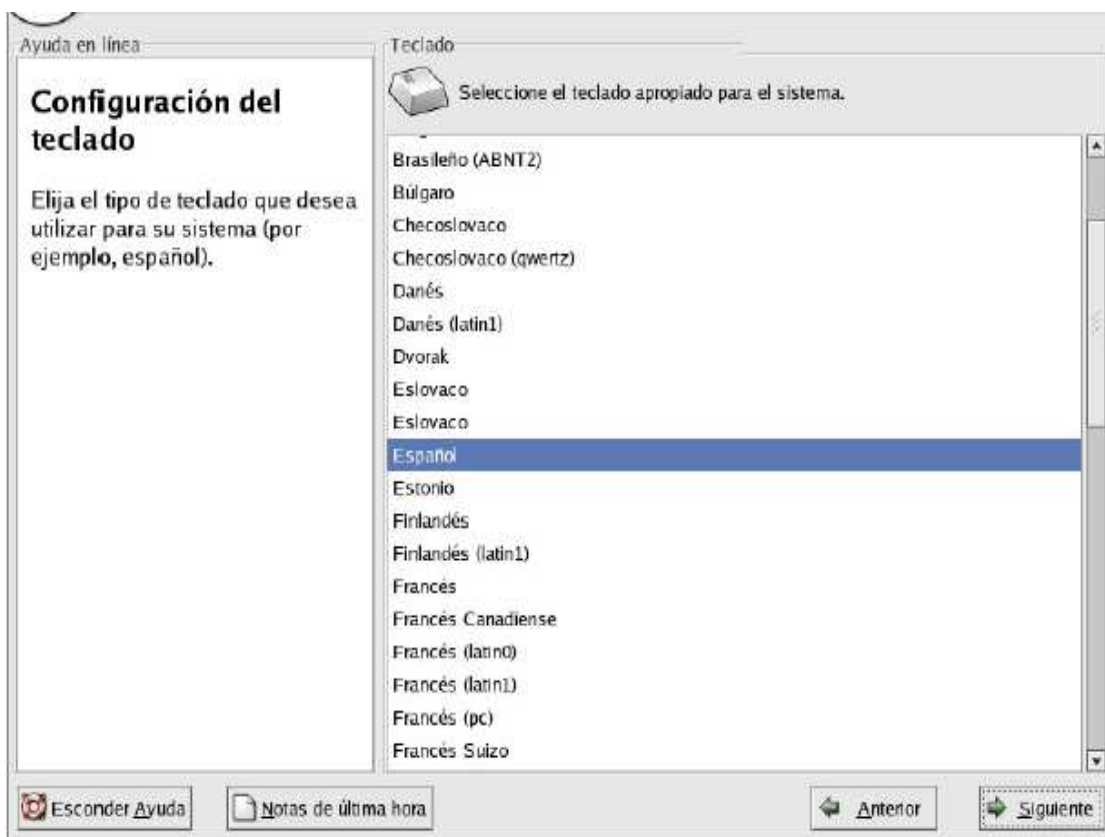 Ayuda en línea
Configuración del
teclado
Elija el tipo de teclado que desea
utilizar para su sistema (por
ejemplo, español).
Teclado
Seleccione el teclado apropiado para el sistema.
Brasileño (ABNT2)
Búlgaro
Checoslovaco
Checoslovaco (qwertz)
Danés
Danés (latin1)
Dvorak
Eslovaco
Eslovaco
Español
Estonio
Finlandés
Finlandés (latin1)
Francés
Francés Canadiense
Francés (latin0)
Francés (latin1)
Francés (pc)
Francés Suizo
Esconder Ayuda
Notas de última hora
Anterior
Siguiente